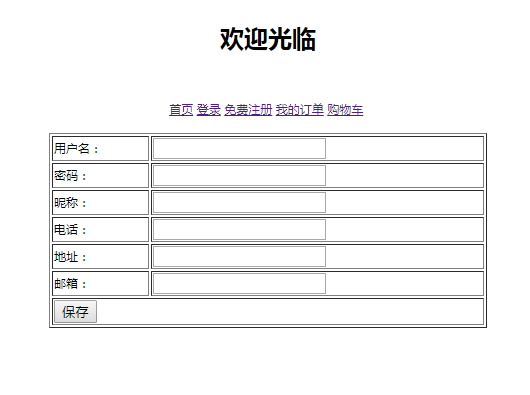 欢迎光临
首页 登录 免费注册 我的订单 购物车
用户名：
密码：
昵称：
电话：
地址：
邮箱：
保存